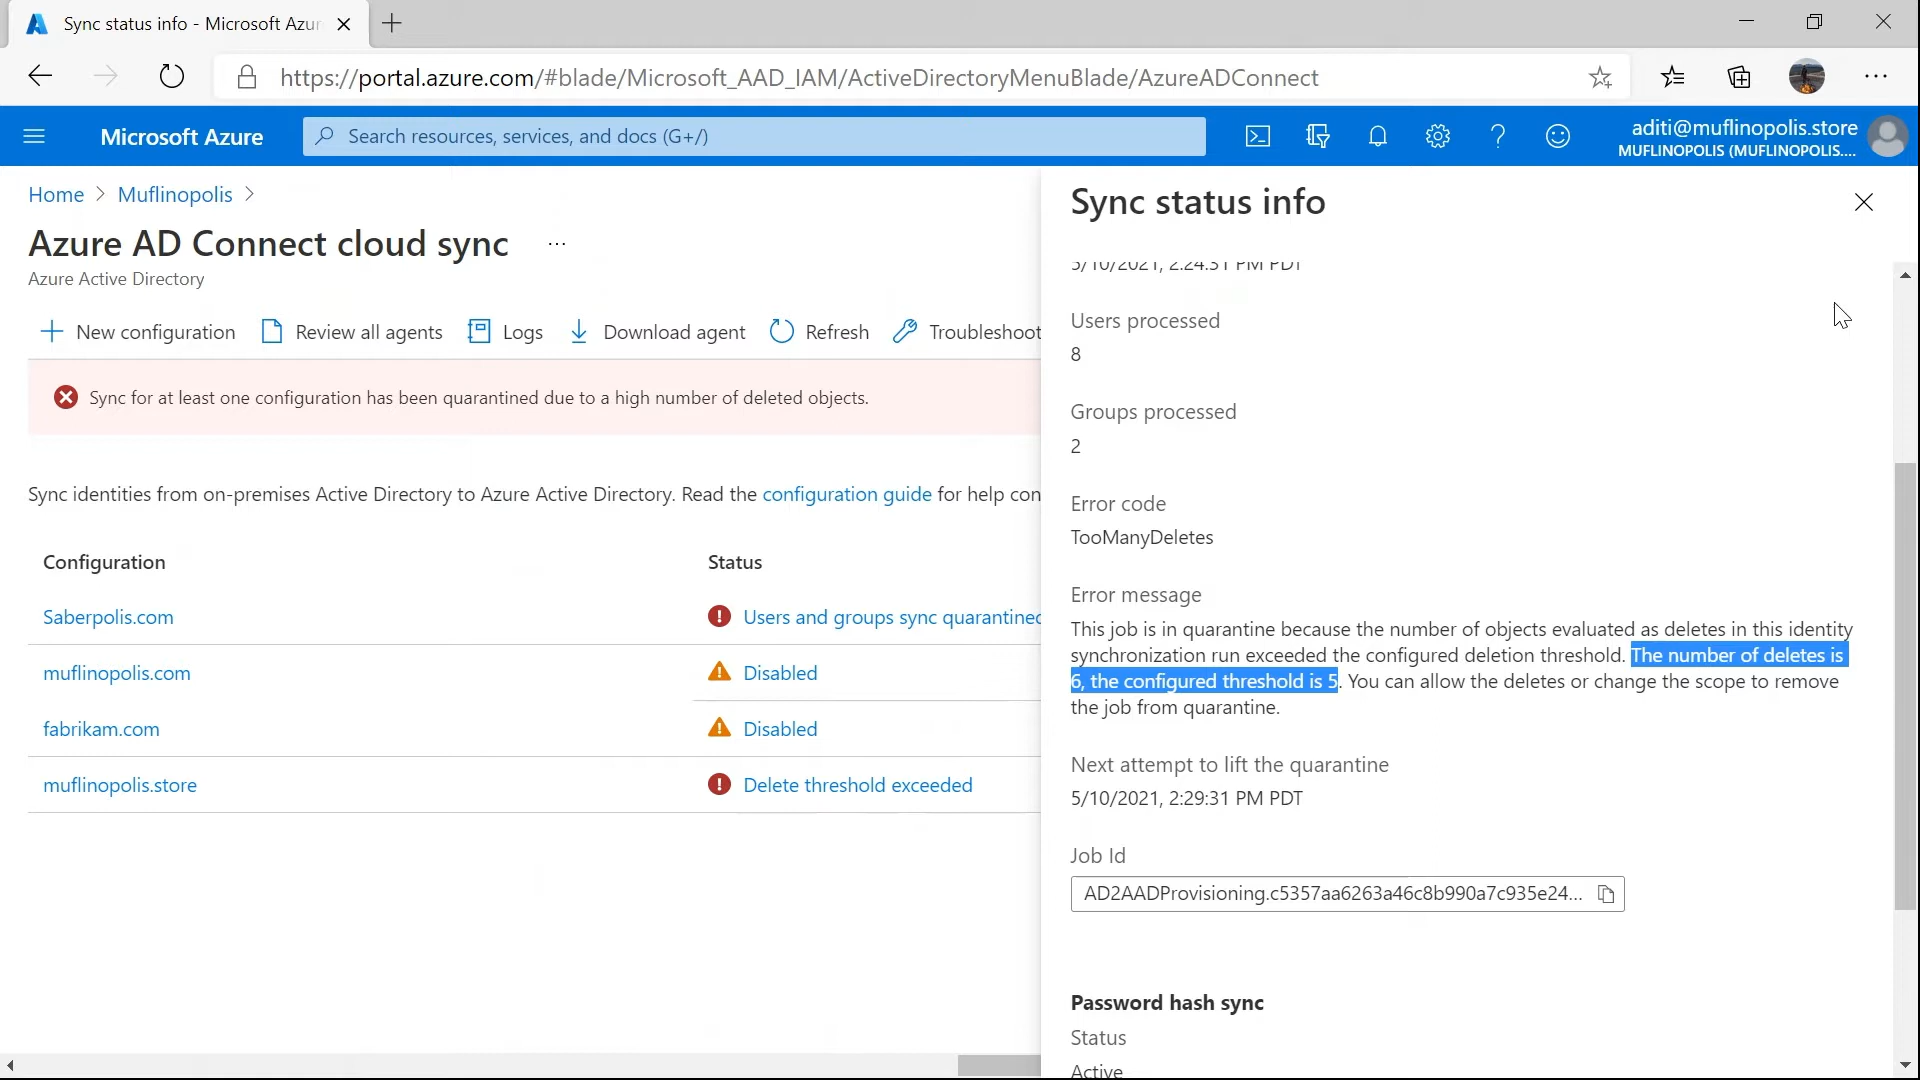 Sync status info - Microsoft Azur
https://portal.azure.com/#blade/Microsoft_AAD_IAM/ActiveDirectoryMenuBlade/AzureADConnect
Microsoft Azure
Search resources, services, and docs (G+/)
aditi@muflinopolis.store
MUFLINOPOLIS (MUFLINOPOLIS....
Home > Muflinopolis >
Azure AD Connect cloud sync ...
Azure Active Directory
New configuration Review all agents Logs Download agent Refresh Troubleshoot
Sync for at least one configuration has been quarantined due to a high number of deleted objects.
Sync identities from on-premises Active Directory to Azure Active Directory. Read the configuration guide for help con
Configuration Status
Saberpolis.com Users and groups sync quarantined
muflinopolis.com Disabled
fabrikam.com Disabled
muflinopolis.store Delete threshold exceeded
Sync status info
5/10/2021, 2:24:31 PM PDT
Users processed
8
Groups processed
2
Error code
TooManyDeletes
Error message
This job is in quarantine because the number of objects evaluated as deletes in this identity
synchronization run exceeded the configured deletion threshold. The number of deletes is
6, the configured threshold is 5. You can allow the deletes or change the scope to remove
the job from quarantine.
Next attempt to lift the quarantine
5/10/2021, 2:29:31 PM PDT
Job Id
AD2AADProvisioning.c5357aa6263a46c8b990a7c935e24...
Password hash sync
Status
Active